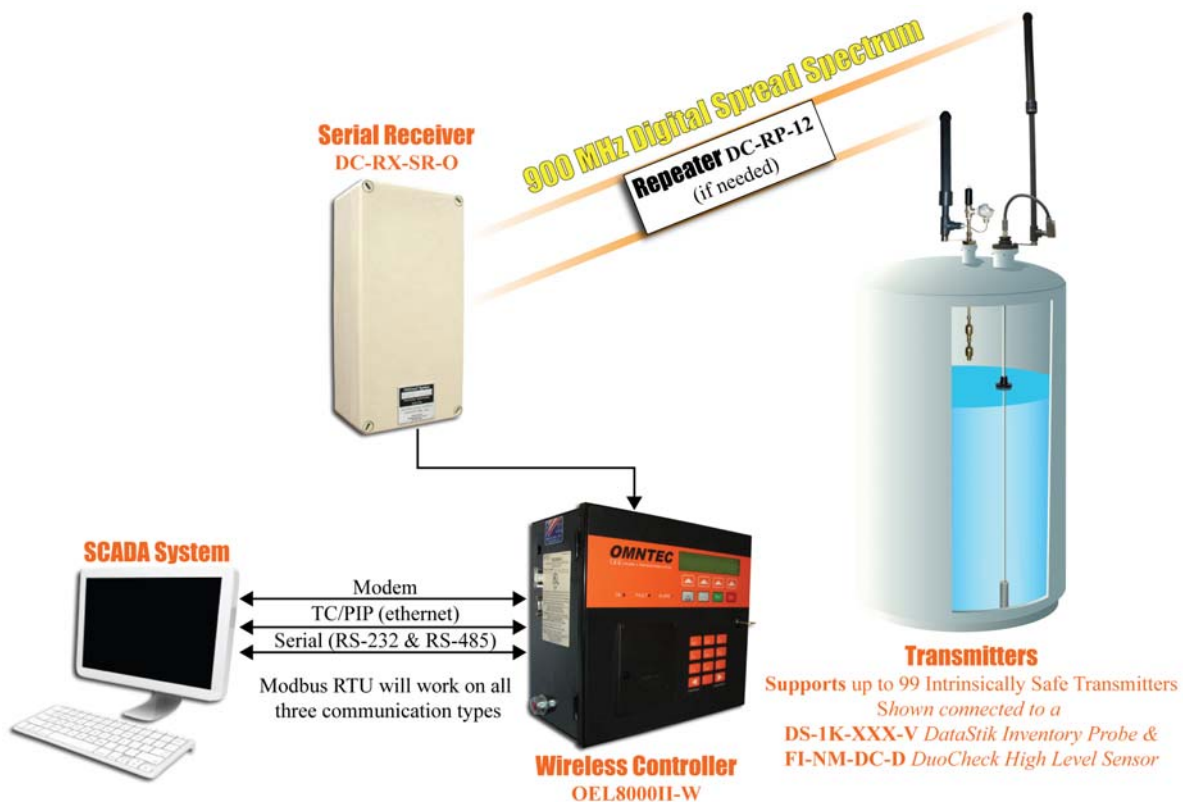 900 MHz Digital Spread Spectrum
Repeater DC-RP-12
(if needed)
Serial Receiver
DC-RX-SR-O
SCADA System
Modem
TC/PIP (ethernet)
Serial (RS-232 & RS-485)
Modbus RTU will work on all
three communication types
OMNTEC
Wireless Controller
OEL8000II-W
Transmitters
Supports up to 99 Intrinsically Safe Transmitters
Shown connected to a
DS-1K-XXX-V DataStik Inventory Probe &
FI-NM-DC-D DuoCheck High Level Sensor